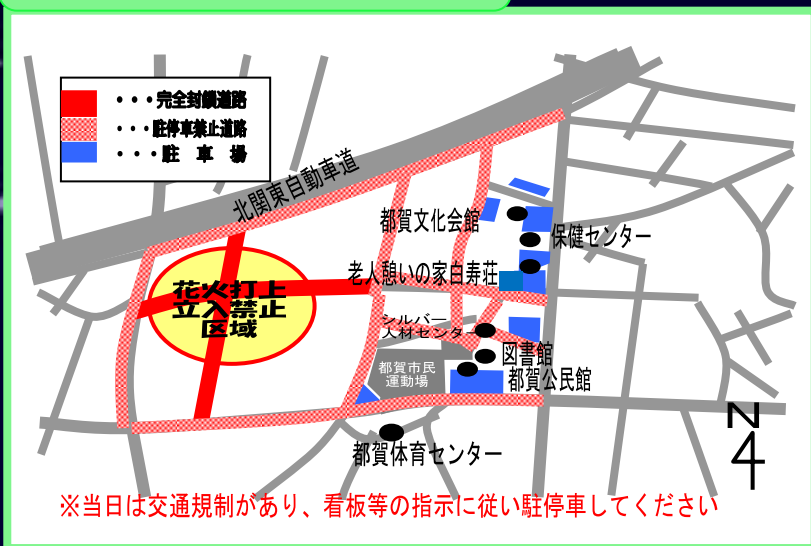 ・・・完全封鎖道路
・・・駐停車禁止道路
・・・駐 車 場
北関東自動車道
都賀文化会館
保健センター
老人憩いの家白寿荘
花火打上
立入禁止
区域
シルバー
人材センター
図書館
都賀市民
運動場
都賀公民館
都賀体育センター
N
※当日は交通規制があり、看板等の指示に従い駐停車してください